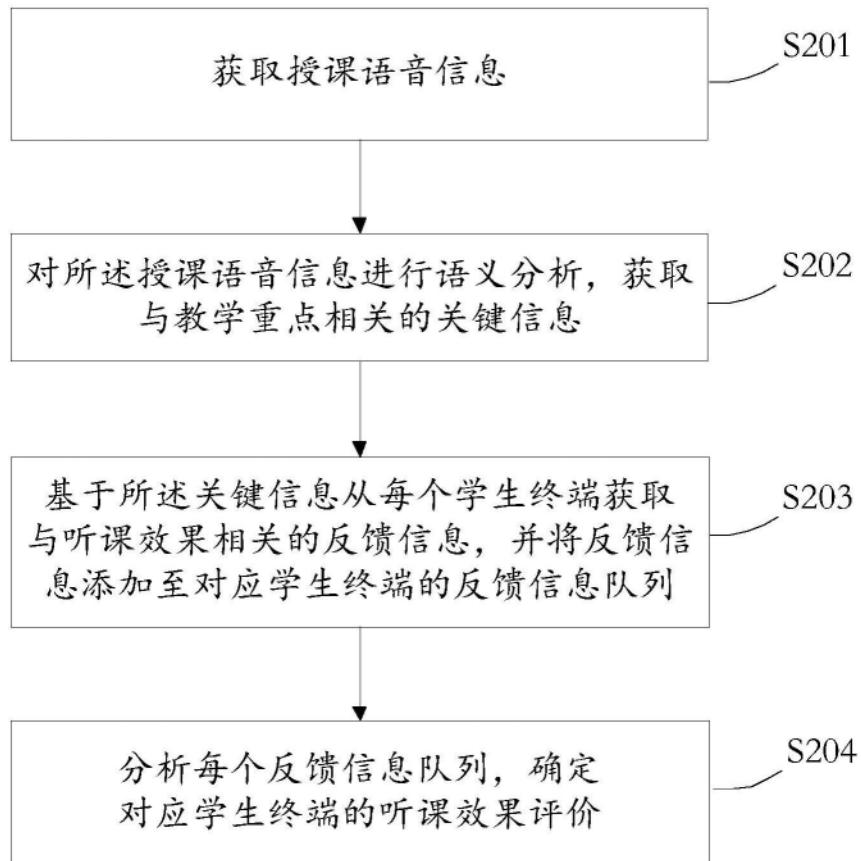 获取授课语音信息
S201
对所述授课语音信息进行语义分析，获取
与教学重点相关的关键信息
S202
基于所述关键信息从每个学生终端获取
与听课效果相关的反馈信息，并将反馈信
息添加至对应学生终端的反馈信息队列
S203
分析每个反馈信息队列，确定
对应学生终端的听课效果评价
S204